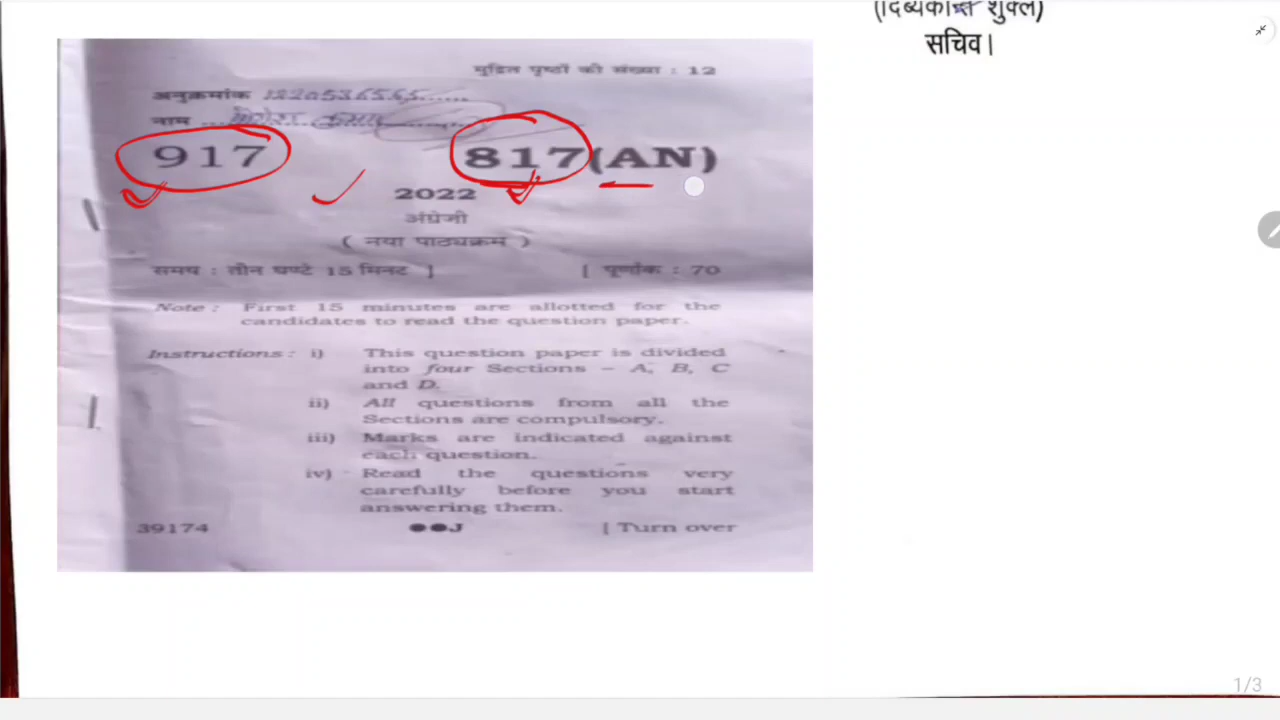 (दिव्यकांत शुक्ल)
सचिव।
मुद्रित पृष्ठों की संख्या : 12
अनुक्रमांक 1220536565
नाम
917 817(AN)
2022
अंग्रेजी
( नया पाठ्यक्रम )
समय : तीन घण्टे 15 मिनट ] [ पूर्णांक : 70
Note : First 15 minutes are allotted for the
candidates to read the question paper.
Instructions : i) This question paper is divided
into four Sections – A, B, C
and D.
ii) All questions from all the
Sections are compulsory.
iii) Marks are indicated against
each question.
iv) Read the questions very
carefully before you start
answering them.
39174 ●●J [ Turn over
1/3